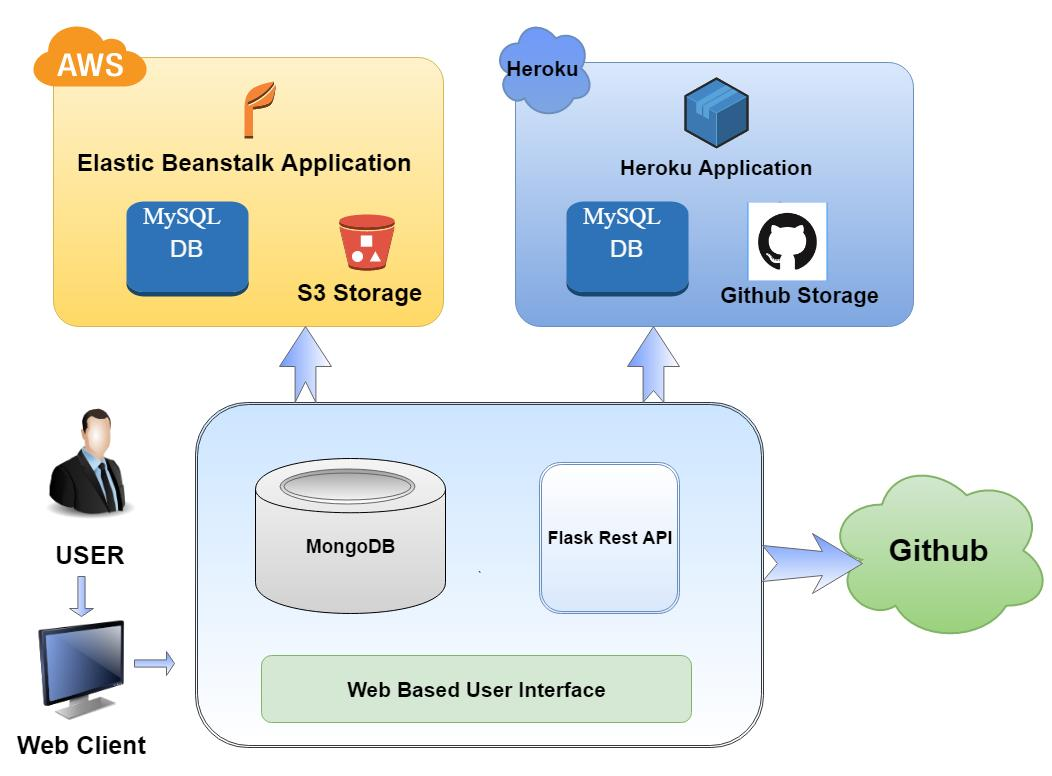 AWS
Elastic Beanstalk Application
MySQL
DB
S3 Storage
Heroku
Heroku Application
MySQL
DB
Github Storage
USER
Web Client
MongoDB
Flask Rest API
Web Based User Interface
Github